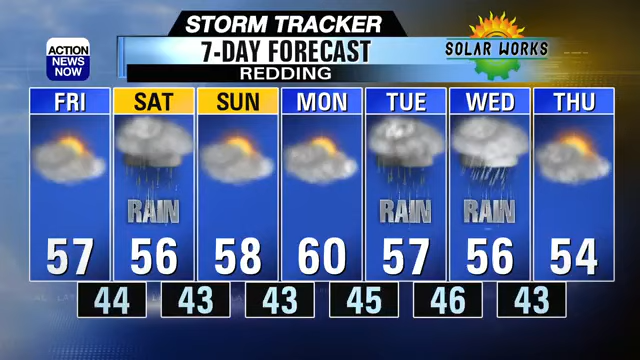 STORM TRACKER
ACTION
NEWS
NOW
7-DAY FORECAST
SOLAR WORKS
REDDING
FRI SAT SUN MON TUE WED THU
RAIN RAIN RAIN
57 56 58 60 57 56 54
44 43 43 45 46 43